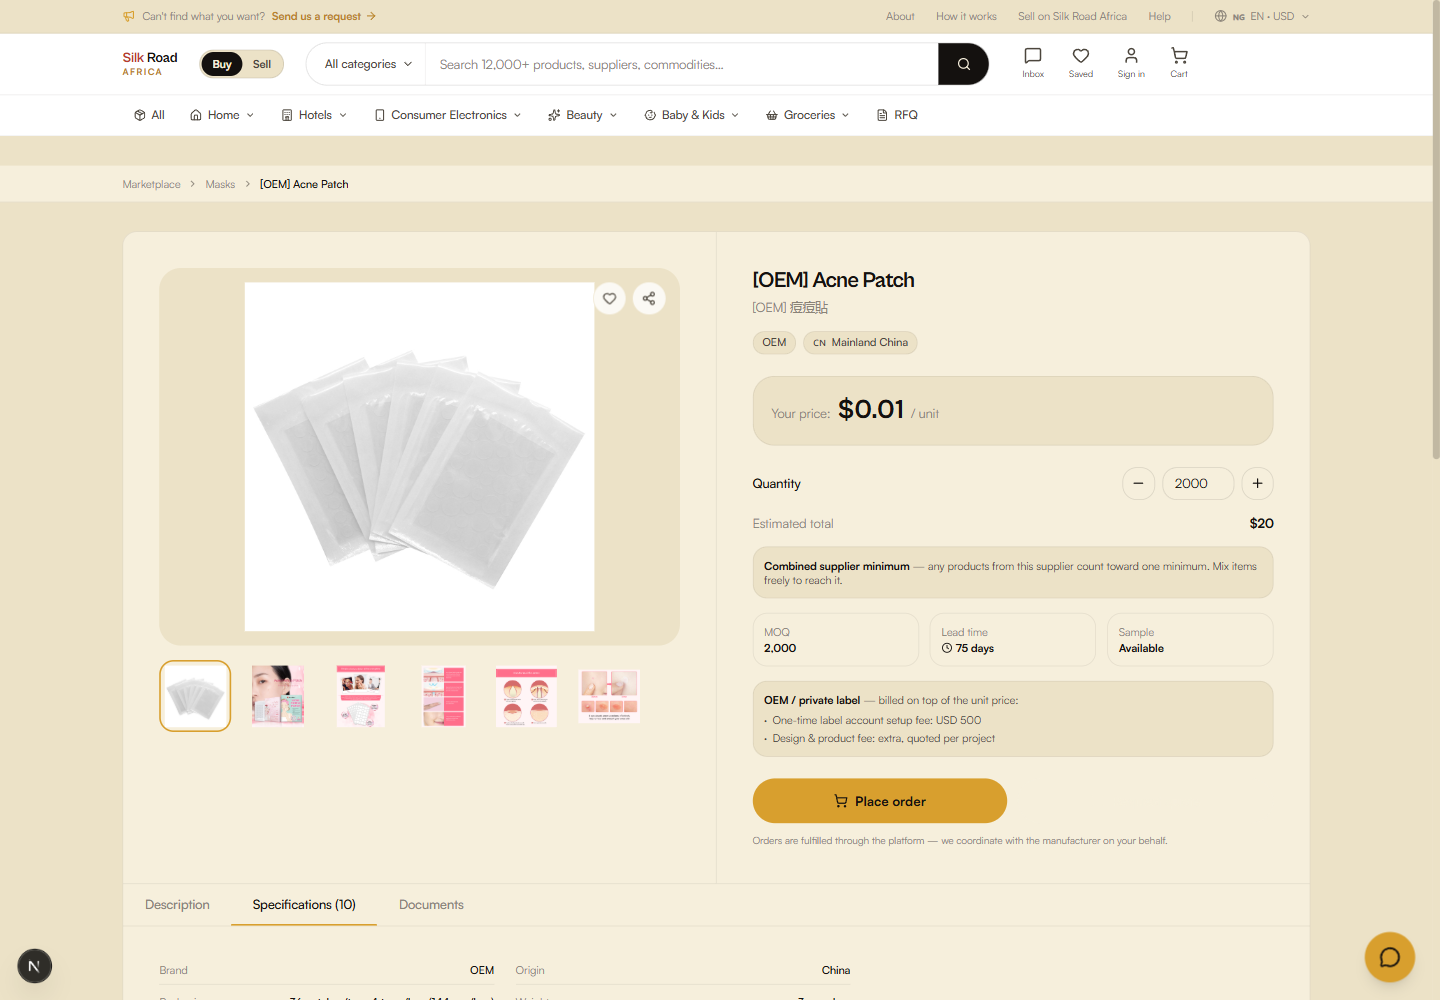 Can't find what you want? Send us a request →
About How it works Sell on Silk Road Africa Help NG EN · USD
Silk Road
AFRICA
Buy Sell
All categories Search 12,000+ products, suppliers, commodities...
Inbox Saved Sign in Cart
All Home Hotels Consumer Electronics Beauty Baby & Kids Groceries RFQ
Marketplace > Masks > [OEM] Acne Patch
[OEM] Acne Patch
[OEM] 痘痘貼
OEM CN Mainland China
Your price: $0.01 / unit
Quantity − 2000 +
Estimated total $20
Combined supplier minimum — any products from this supplier count toward one minimum. Mix items
freely to reach it.
MOQ
2,000
Lead time
75 days
Sample
Available
OEM / private label — billed on top of the unit price:
· One-time label account setup fee: USD 500
· Design & product fee: extra, quoted per project
Place order
Orders are fulfilled through the platform — we coordinate with the manufacturer on your behalf.
Description Specifications (10) Documents
Brand OEM Origin China
N